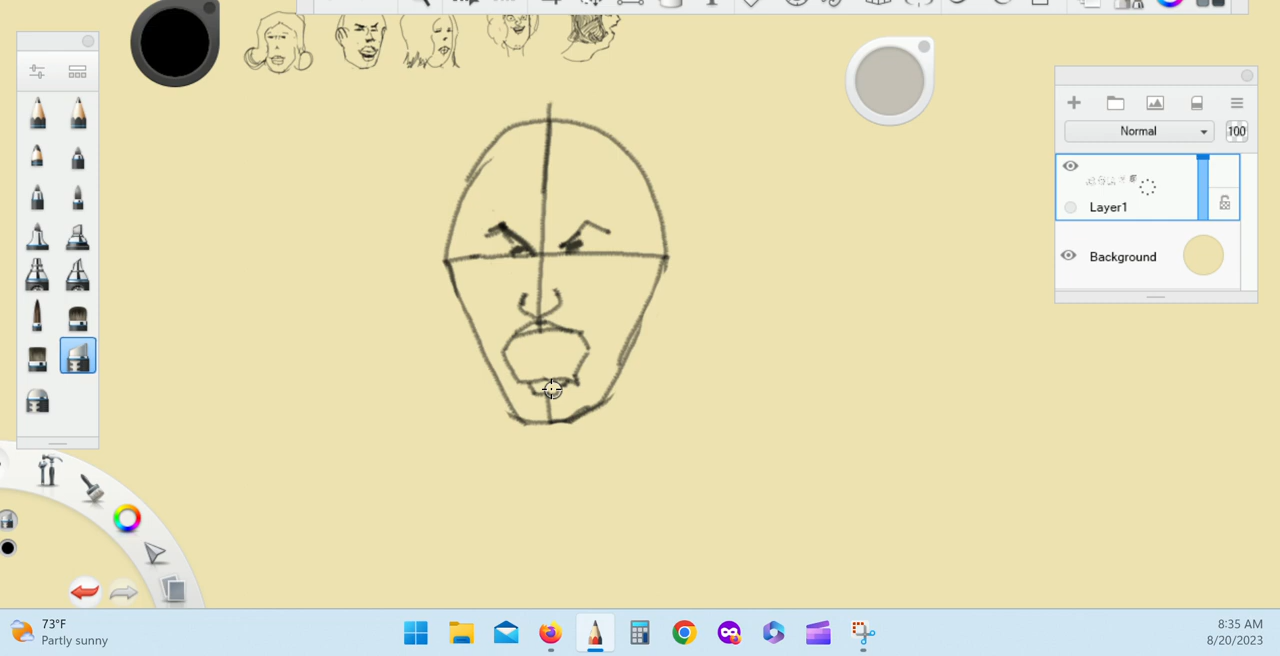 Normal
100
Layer1
Background
73°F
Partly sunny
8:35 AM
8/20/2023